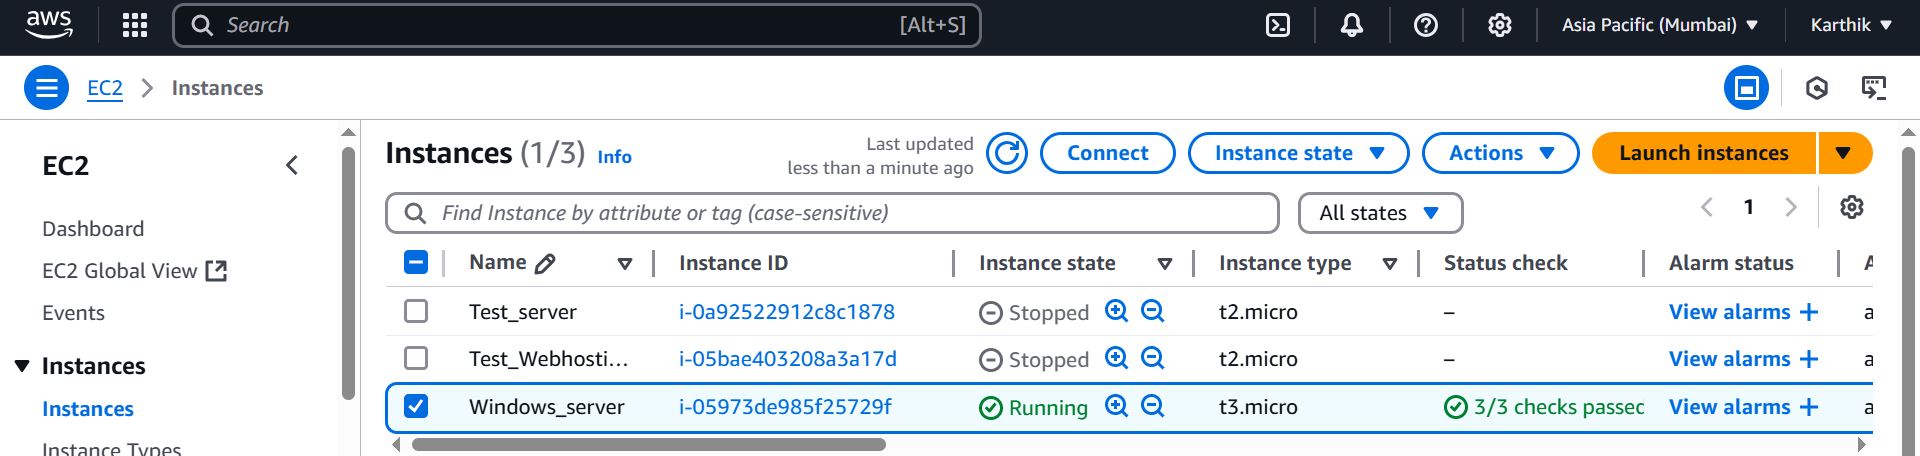 aws Search [Alt+S] Asia Pacific (Mumbai) Karthik
EC2 Instances
EC2
Dashboard
EC2 Global View
Events
Instances
Instances
Instance Types
Instances (1/3) Info
Last updated
less than a minute ago
Connect Instance state Actions Launch instances
Find Instance by attribute or tag (case-sensitive) All states 1
Name Instance ID Instance state Instance type Status check Alarm status A
Test_server i-0a92522912c8c1878 Stopped t2.micro – View alarms + a
Test_Webhosti... i-05bae403208a3a17d Stopped t2.micro – View alarms + a
Windows_server i-05973de985f25729f Running t3.micro 3/3 checks passed View alarms + a